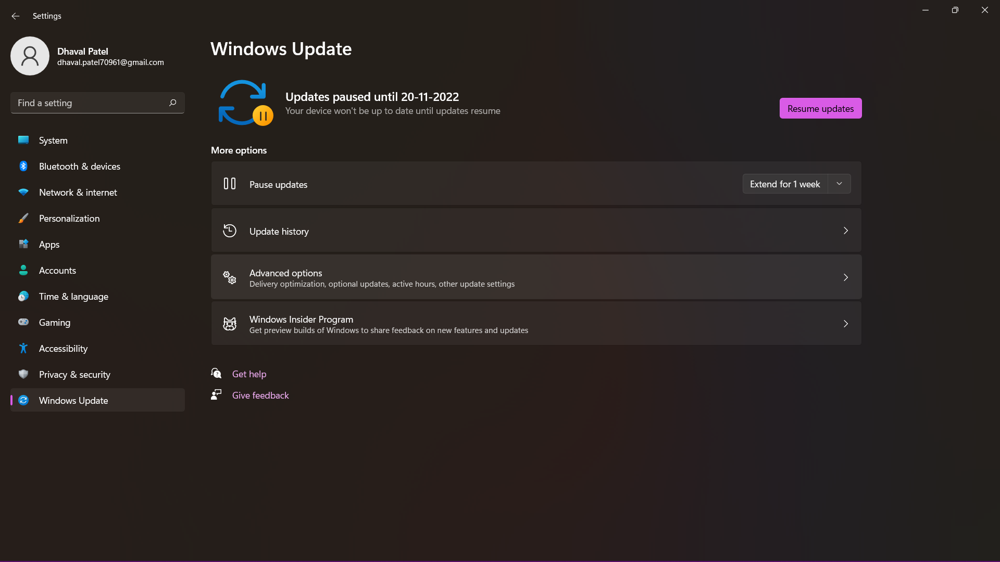 Settings
Dhaval Patel
dhaval.patel70961@gmail.com
Find a setting
System
Bluetooth & devices
Network & internet
Personalization
Apps
Accounts
Time & language
Gaming
Accessibility
Privacy & security
Windows Update
Windows Update
Updates paused until 20-11-2022
Your device won't be up to date until updates resume
Resume updates
More options
Pause updates
Extend for 1 week
Update history
Advanced options
Delivery optimization, optional updates, active hours, other update settings
Windows Insider Program
Get preview builds of Windows to share feedback on new features and updates
Get help
Give feedback